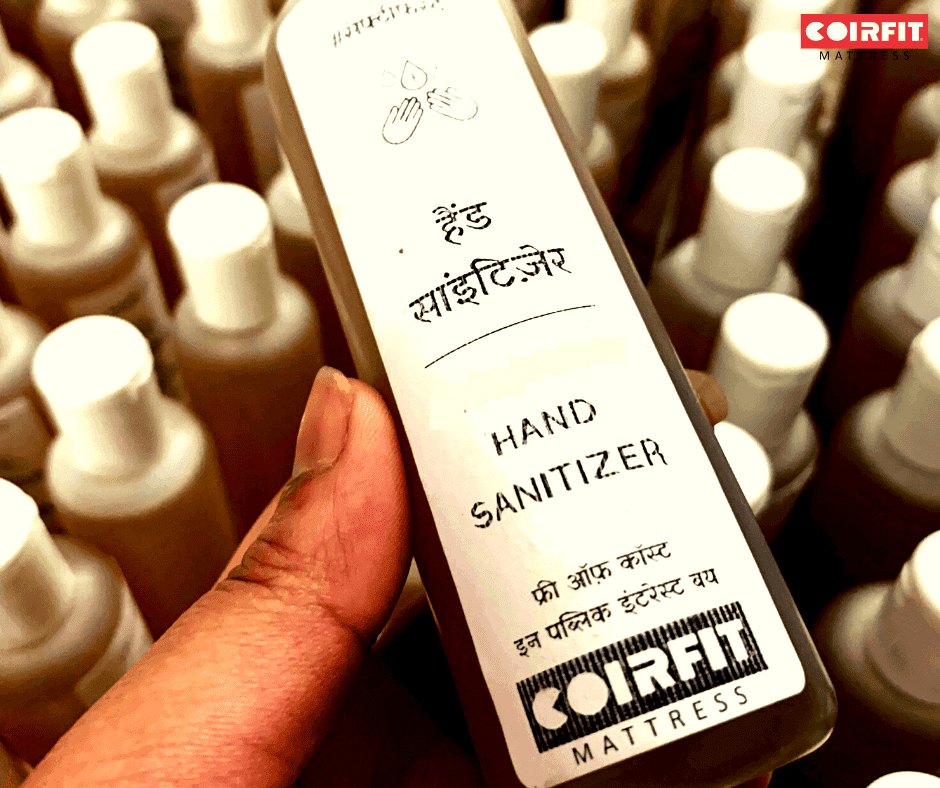 COIRFIT
MATTRESS
हैंड
सांइटिज़ेर
HAND
SANITIZER
फ्री ऑफ़ कॉस्ट
इन पब्लिक इंटरेस्ट बय
COIRFIT
MATTRESS